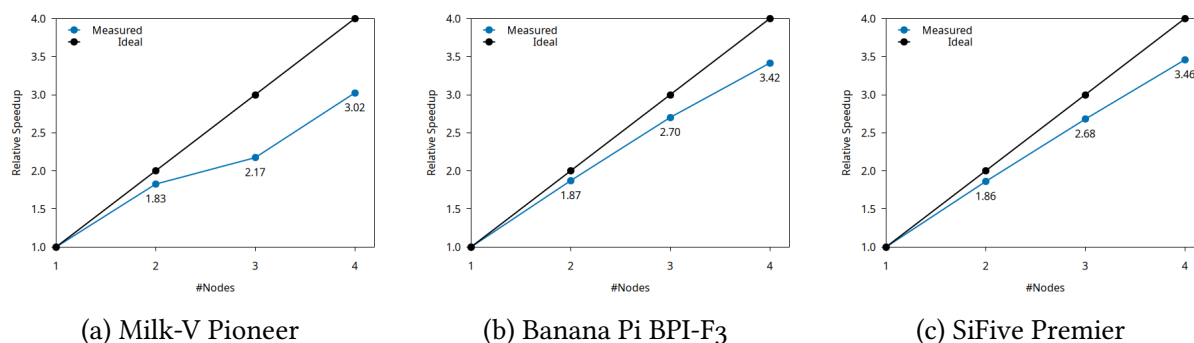 4.0
Measured
Ideal
3.5
3.0
2.5
2.0
1.5
1.0
Relative Speedup
1.83
2.17
3.02
1
2
3
4
#Nodes
(a) Milk-V Pioneer
4.0
Measured
Ideal
3.5
3.0
2.5
2.0
1.5
1.0
Relative Speedup
1.87
2.70
3.42
1
2
3
4
#Nodes
(b) Banana Pi BPI-F3
4.0
Measured
Ideal
3.5
3.0
2.5
2.0
1.5
1.0
Relative Speedup
1.86
2.68
3.46
1
2
3
4
#Nodes
(c) SiFive Premier